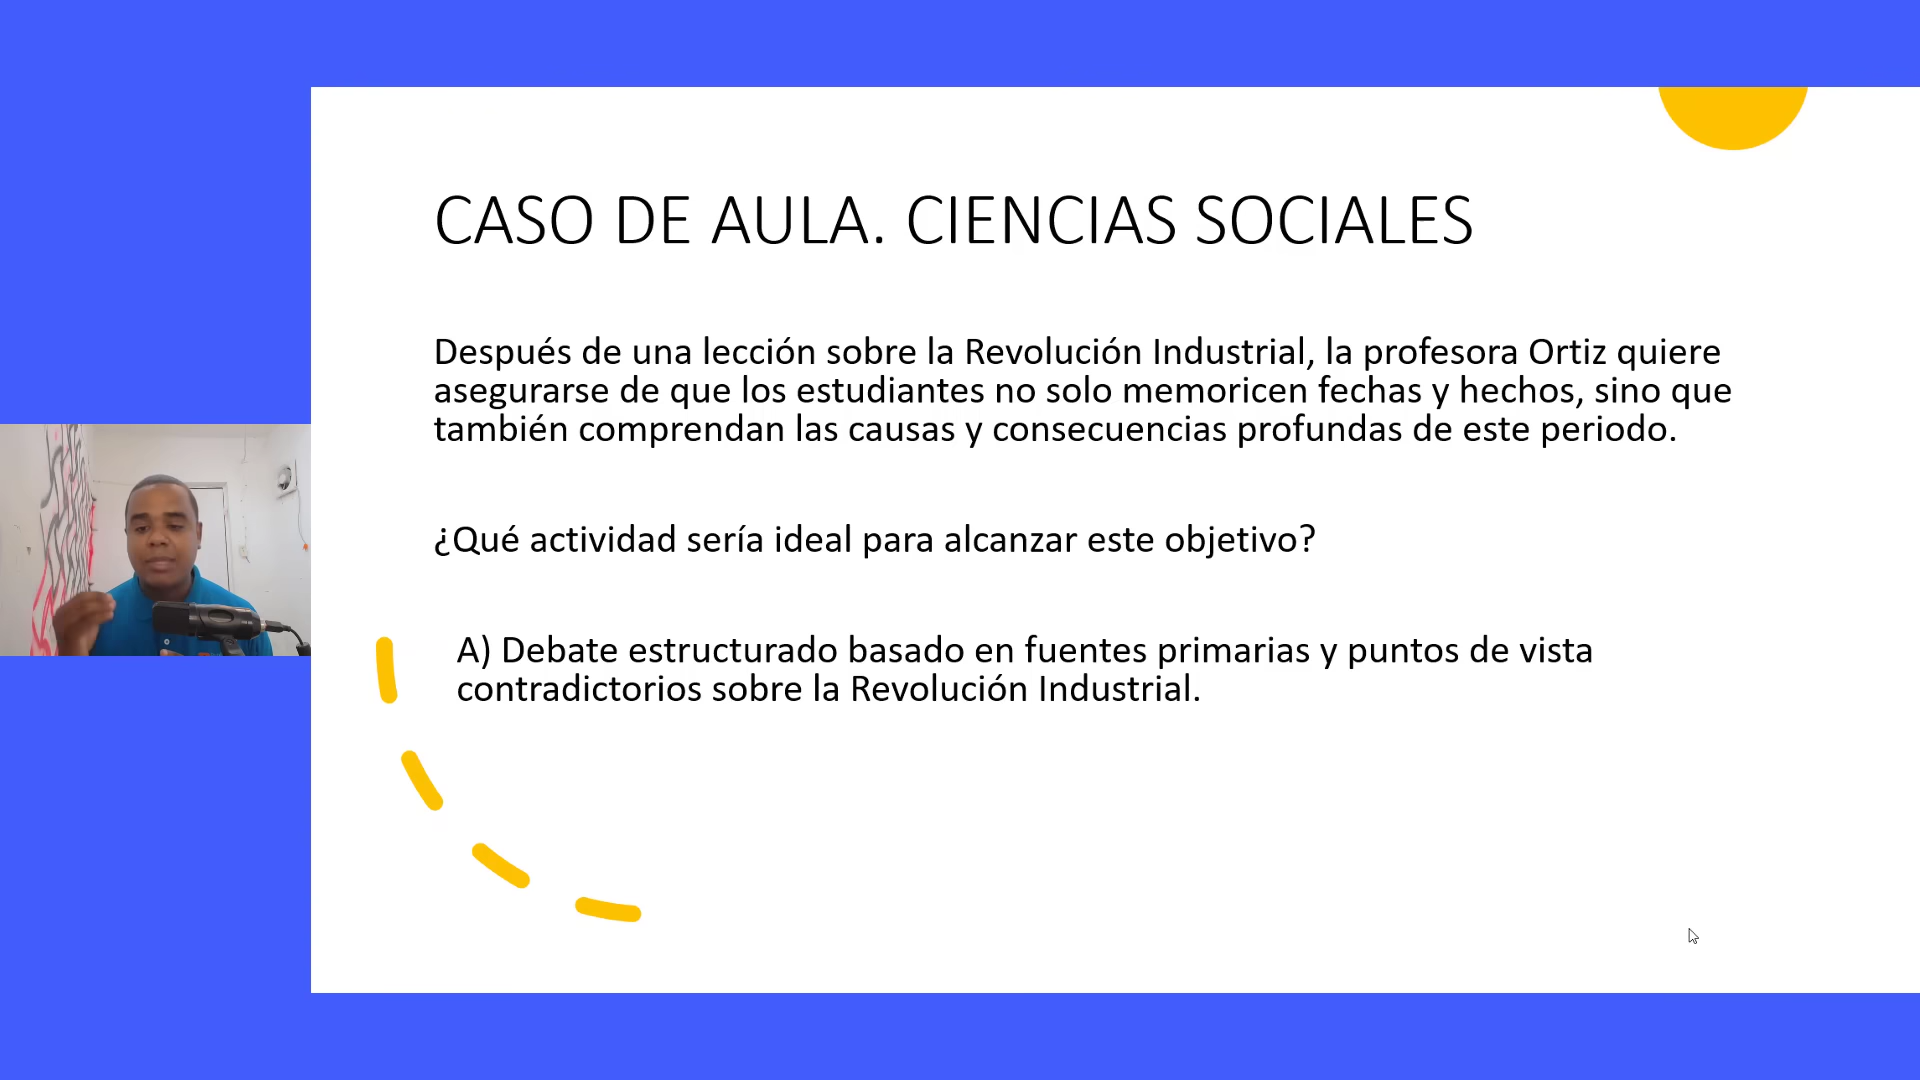 CASO DE AULA. CIENCIAS SOCIALES
Después de una lección sobre la Revolución Industrial, la profesora Ortiz quiere
asegurarse de que los estudiantes no solo memoricen fechas y hechos, sino que
también comprendan las causas y consecuencias profundas de este periodo.
¿Qué actividad sería ideal para alcanzar este objetivo?
A) Debate estructurado basado en fuentes primarias y puntos de vista
contradictorios sobre la Revolución Industrial.